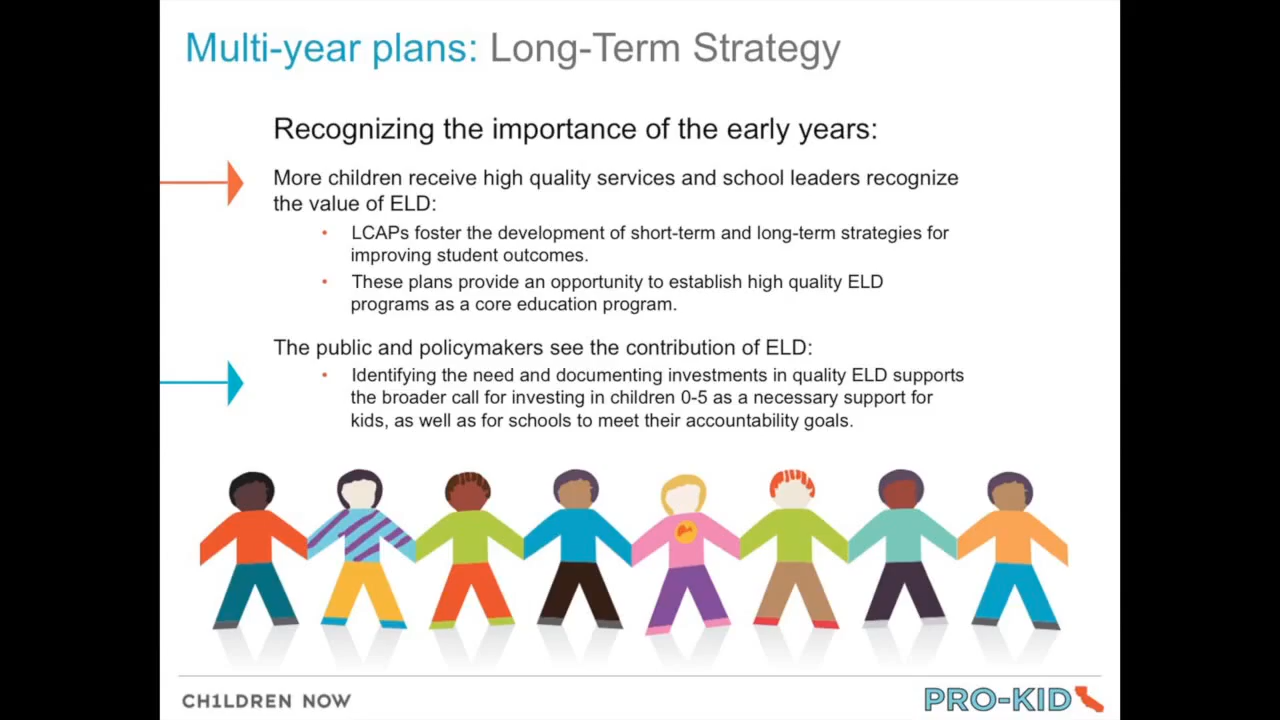 Multi-year plans: Long-Term Strategy
Recognizing the importance of the early years:
More children receive high quality services and school leaders recognize
the value of ELD:
• LCAPs foster the development of short-term and long-term strategies for
improving student outcomes.
• These plans provide an opportunity to establish high quality ELD
programs as a core education program.
The public and policymakers see the contribution of ELD:
• Identifying the need and documenting investments in quality ELD supports
the broader call for investing in children 0-5 as a necessary support for
kids, as well as for schools to meet their accountability goals.
CH1LDREN NOW
PRO-KID